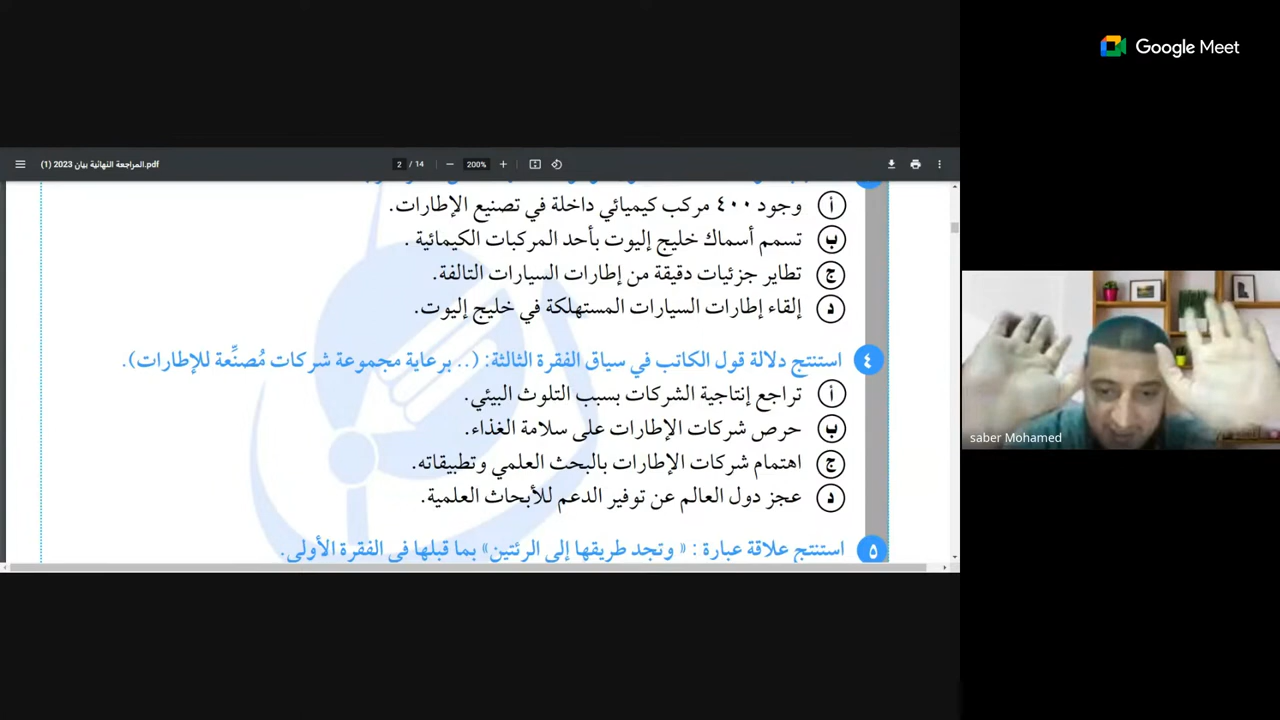 Google Meet
المراجعة النهائية بيان 2023 (1).pdf
2 / 14
200%
أ وجود ٤٠٠ مركب كيميائي داخلة في تصنيع الإطارات.
ب تسمم أسماك خليج إليوت بأحد المركبات الكيمائية .
ج تطاير جزئيات دقيقة من إطارات السيارات التالفة.
د إلقاء إطارات السيارات المستهلكة في خليج إليوت.
٤ استنتج دلالة قول الكاتب في سياق الفقرة الثالثة: (.. برعاية مجموعة شركات مُصنِّعة للإطارات).
أ تراجع إنتاجية الشركات بسبب التلوث البيئي.
ب حرص شركات الإطارات على سلامة الغذاء.
ج اهتمام شركات الإطارات بالبحث العلمي وتطبيقاته.
د عجز دول العالم عن توفير الدعم للأبحاث العلمية.
٥ استنتج علاقة عبارة : « وتجد طريقها إلى الرئتين» بما قبلها في الفقرة الأولى.
saber Mohamed